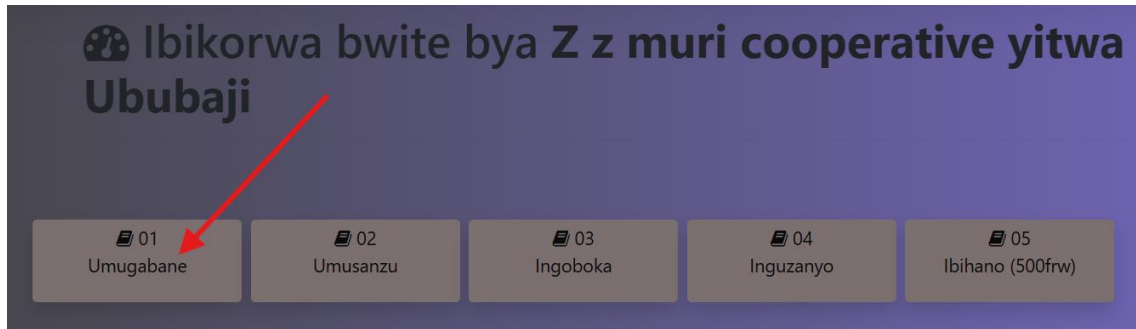 Ibikorwa bwite bya Z z muri cooperative yitwa
Ububaji
01
Umugabane
02
Umusanzu
03
Ingoboka
04
Inguzanyo
05
Ibihano (500frw)